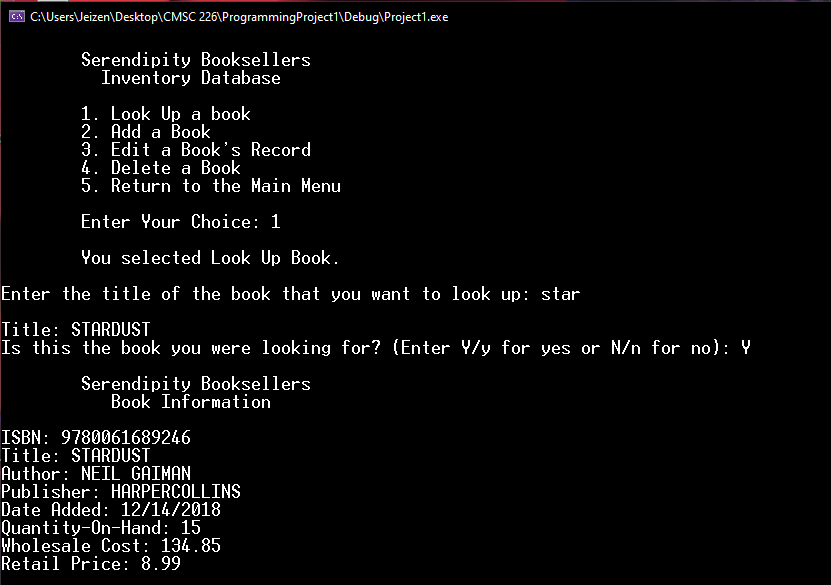 C:\Users\Jeizen\Desktop\CMSC 226\ProgrammingProject1\Debug\Project1.exe
Serendipity Booksellers
Inventory Database
1. Look Up a book
2. Add a Book
3. Edit a Book's Record
4. Delete a Book
5. Return to the Main Menu
Enter Your Choice: 1
You selected Look Up Book.
Enter the title of the book that you want to look up: star
Title: STARDUST
Is this the book you were looking for? (Enter Y/y for yes or N/n for no): Y
Serendipity Booksellers
Book Information
ISBN: 9780061689246
Title: STARDUST
Author: NEIL GAIMAN
Publisher: HARPERCOLLINS
Date Added: 12/14/2018
Quantity-On-Hand: 15
Wholesale Cost: 134.85
Retail Price: 8.99